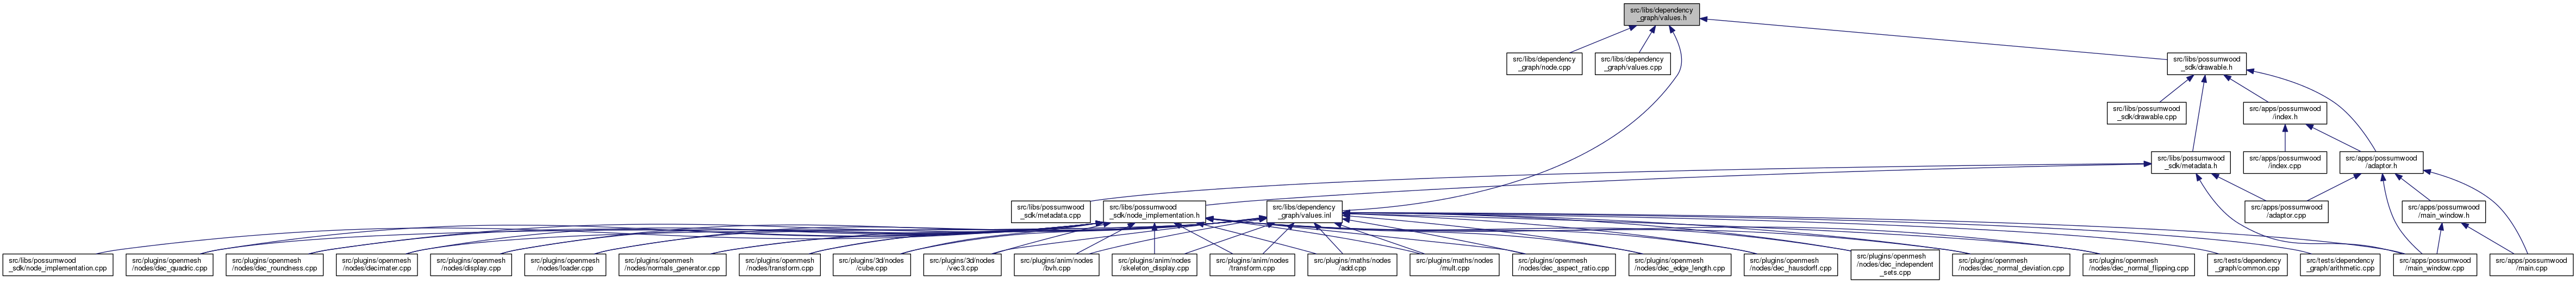 src/libs/dependency
_graph/values.h
src/libs/dependency
_graph/node.cpp
src/libs/dependency
_graph/values.cpp
src/libs/possumwood
_sdk/drawable.h
src/libs/possumwood
_sdk/drawable.cpp
src/apps/possumwood
/index.h
src/libs/possumwood
_sdk/metadata.h
src/apps/possumwood
/index.cpp
src/apps/possumwood
/adaptor.h
src/libs/possumwood
_sdk/metadata.cpp
src/libs/possumwood
_sdk/node_implementation.h
src/libs/dependency
_graph/values.inl
src/apps/possumwood
/adaptor.cpp
src/apps/possumwood
/main_window.h
src/libs/possumwood
_sdk/node_implementation.cpp
src/plugins/openmesh
/nodes/dec_quadric.cpp
src/plugins/openmesh
/nodes/dec_roundness.cpp
src/plugins/openmesh
/nodes/decimater.cpp
src/plugins/openmesh
/nodes/display.cpp
src/plugins/openmesh
/nodes/loader.cpp
src/plugins/openmesh
/nodes/normals_generator.cpp
src/plugins/openmesh
/nodes/transform.cpp
src/plugins/3d/nodes
/cube.cpp
src/plugins/3d/nodes
/vec3.cpp
src/plugins/anim/nodes
/bvh.cpp
src/plugins/anim/nodes
/skeleton_display.cpp
src/plugins/anim/nodes
/transform.cpp
src/plugins/maths/nodes
/add.cpp
src/plugins/maths/nodes
/mult.cpp
src/plugins/openmesh
/nodes/dec_aspect_ratio.cpp
src/plugins/openmesh
/nodes/dec_edge_length.cpp
src/plugins/openmesh
/nodes/dec_hausdorff.cpp
src/plugins/openmesh
/nodes/dec_independent
_sets.cpp
src/plugins/openmesh
/nodes/dec_normal_deviation.cpp
src/plugins/openmesh
/nodes/dec_normal_flipping.cpp
src/tests/dependency
_graph/common.cpp
src/tests/dependency
_graph/arithmetic.cpp
src/apps/possumwood
/main_window.cpp
src/apps/possumwood
/main.cpp